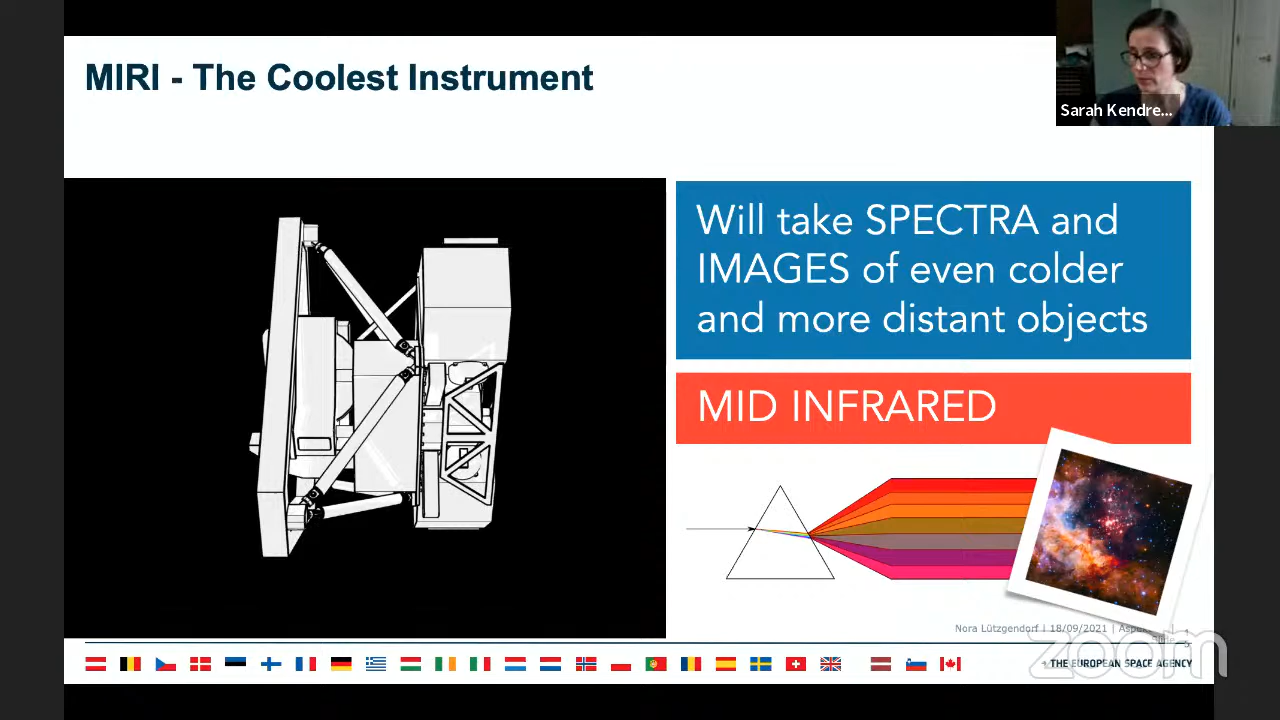 MIRI - The Coolest Instrument
Sarah Kendre...
Will take SPECTRA and
IMAGES of even colder
and more distant objects
MID INFRARED
Nora Lützgendorf | 18/09/2021 |
THE EUROPEAN SPACE AGENCY
zoom